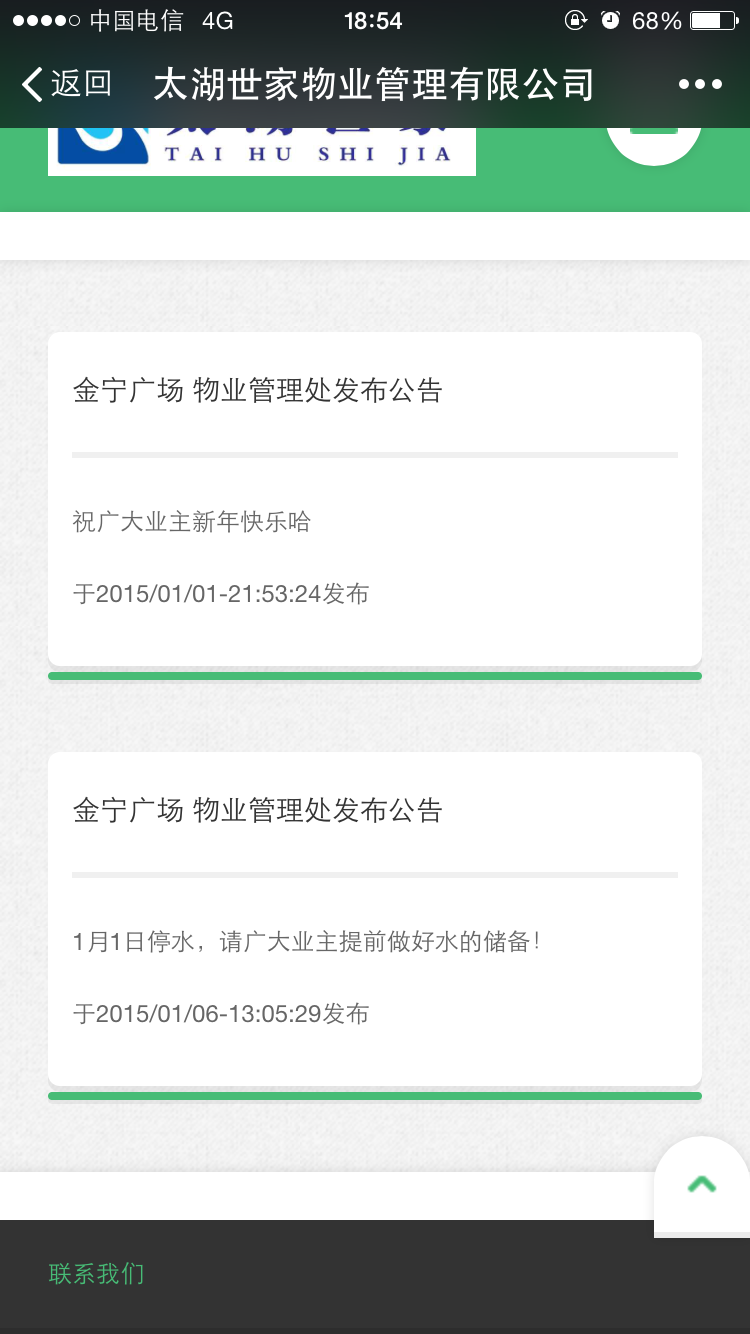 中国电信 4G 18:54 68%
返回 太湖世家物业管理有限公司
TAI HU SHI JIA
金宁广场 物业管理处发布公告
祝广大业主新年快乐哈
于2015/01/01-21:53:24发布
金宁广场 物业管理处发布公告
1月1日停水，请广大业主提前做好水的储备！
于2015/01/06-13:05:29发布
联系我们